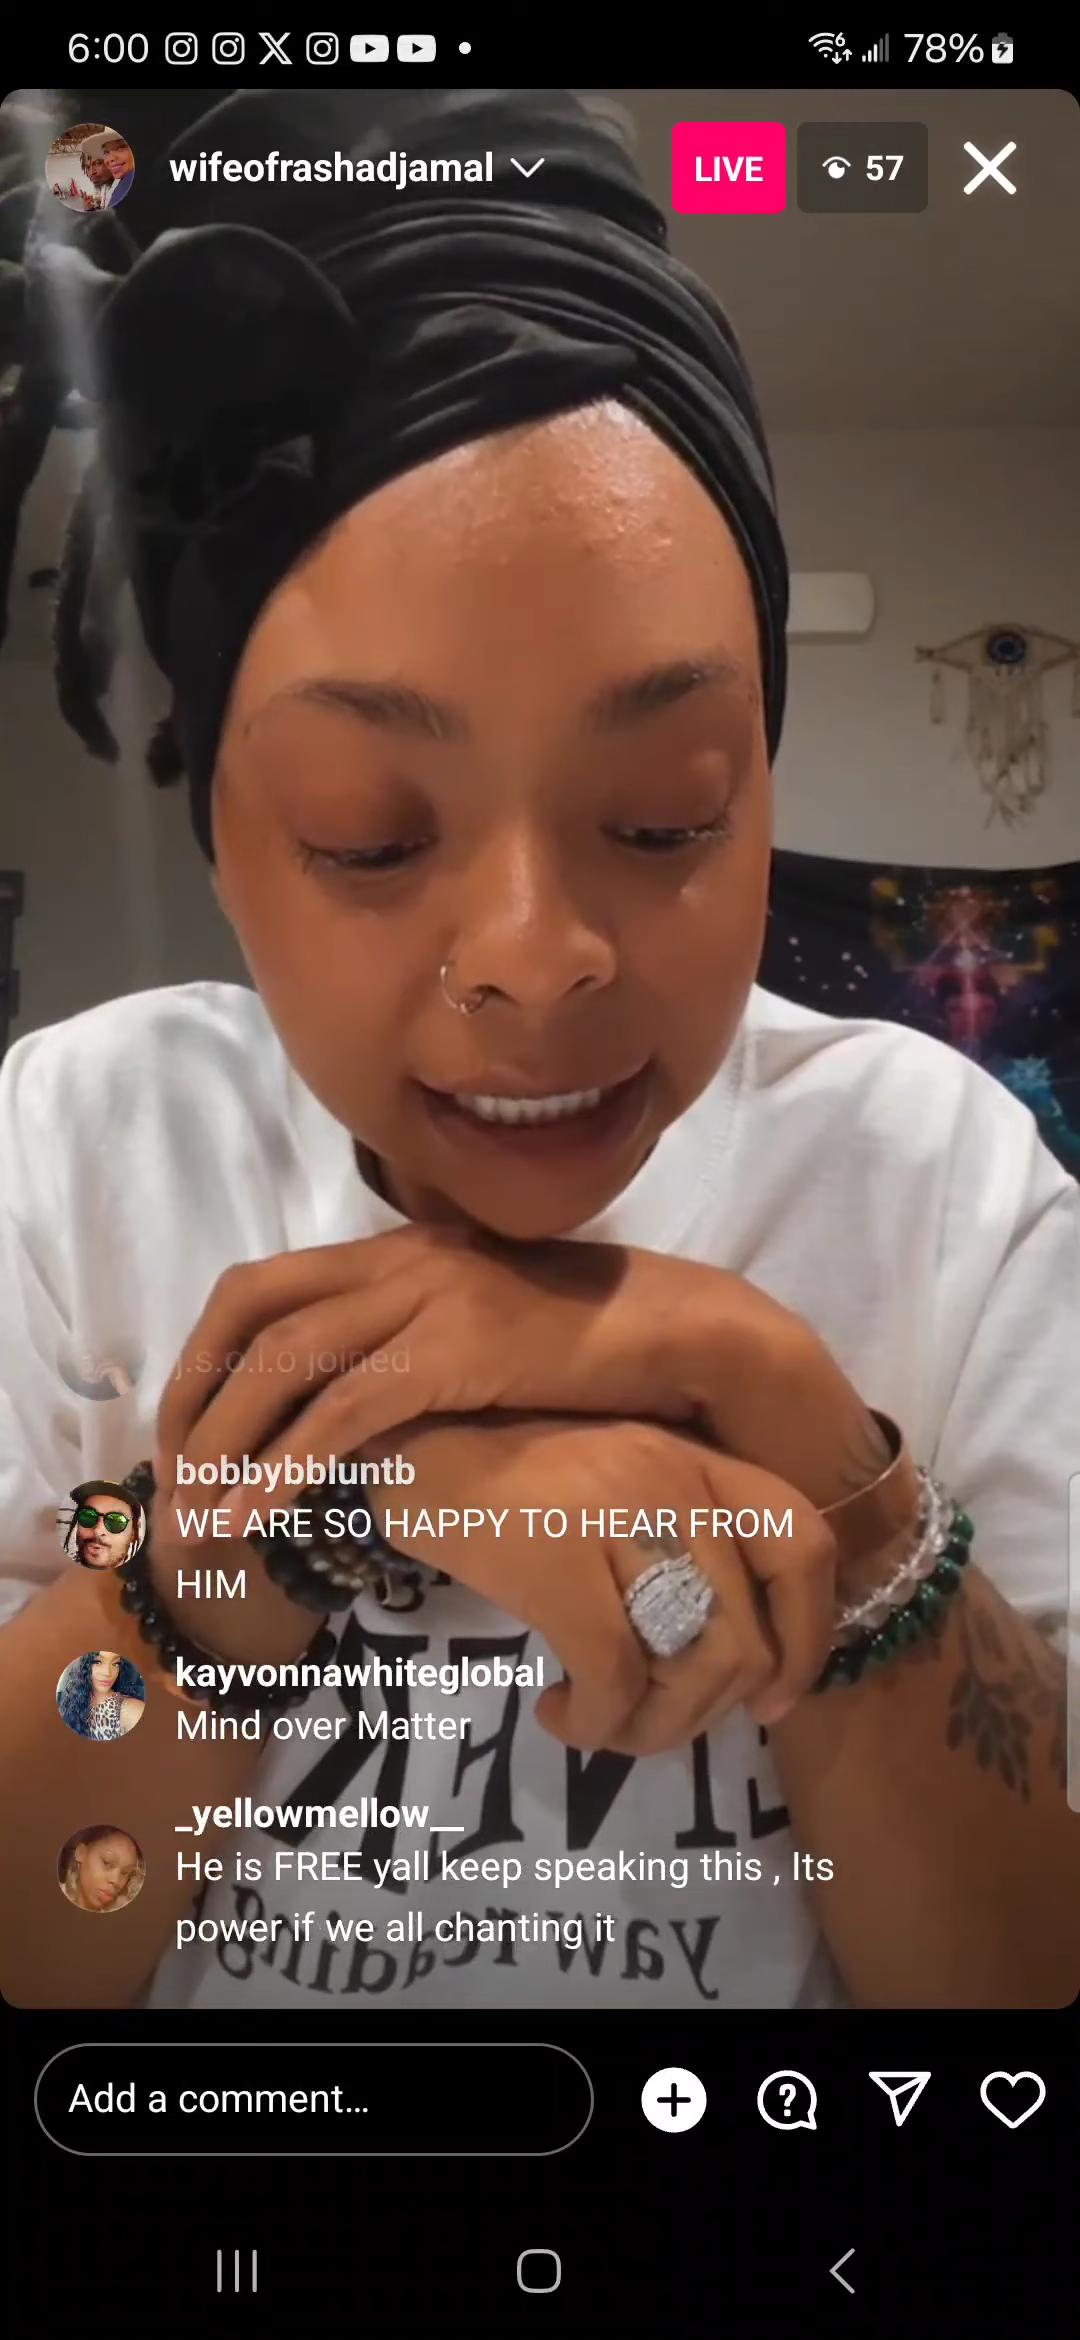 6:00
78%
wifeofrashadjamal
LIVE
57
j.s.o.l.o joined
bobbybbluntb
WE ARE SO HAPPY TO HEAR FROM
HIM
kayvonnawhiteglobal
Mind over Matter
_yellowmellow__
He is FREE yall keep speaking this , Its
power if we all chanting it
Add a comment...